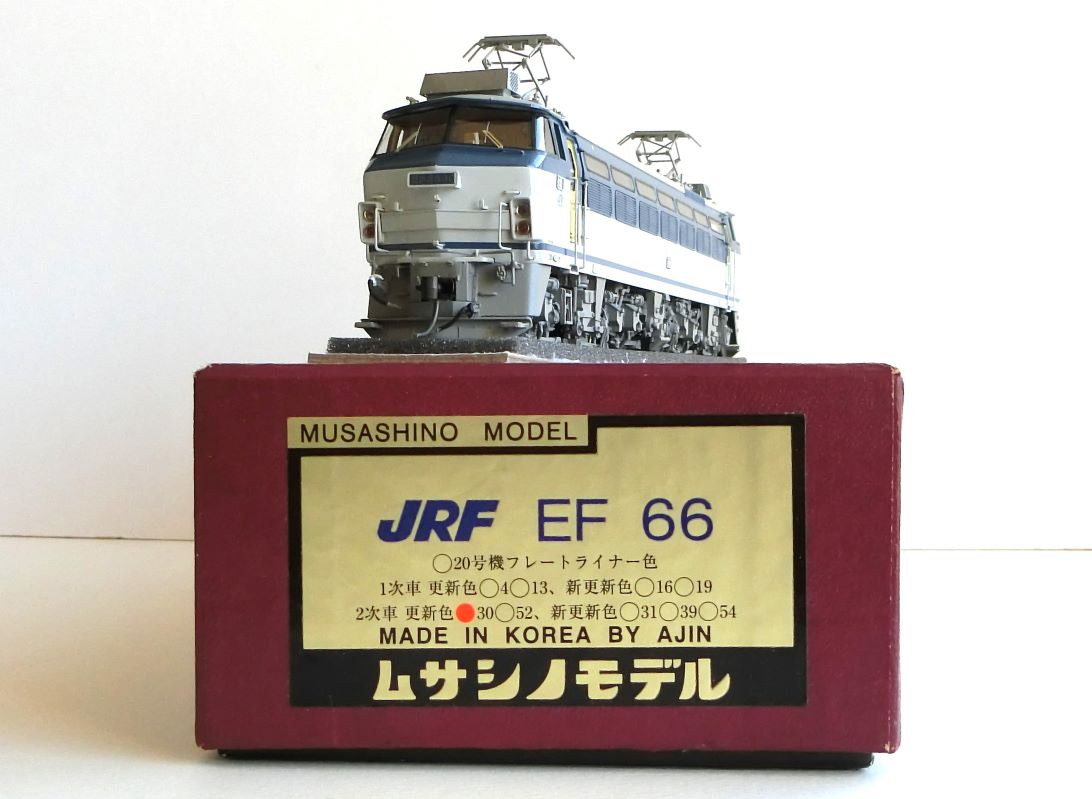 MUSASHINO MODEL
JRF EF 66
○20号機フレートライナー色
1次車 更新色○4○13、新更新色○16○19
2次車 更新色●30○52、新更新色○31○39○54
MADE IN KOREA BY AJIN
ムサシノモデル